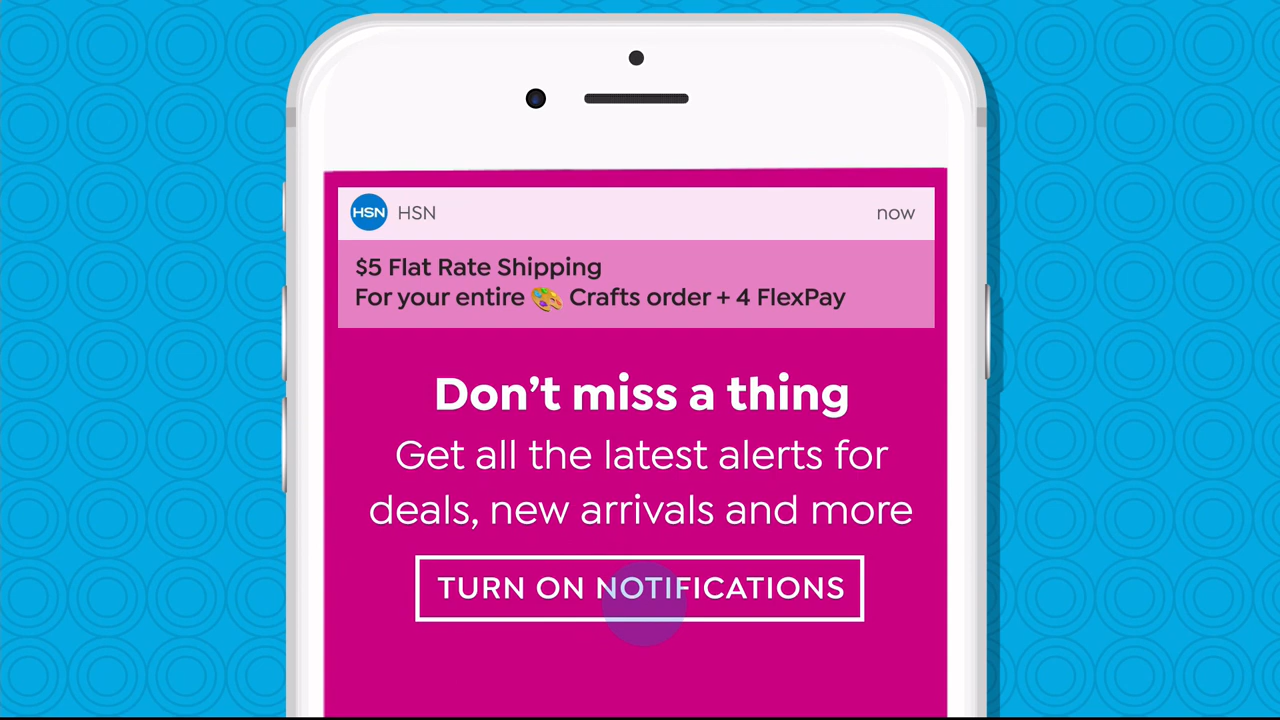 HSN HSN now
$5 Flat Rate Shipping
For your entire 🎨 Crafts order + 4 FlexPay
Don't miss a thing
Get all the latest alerts for
deals, new arrivals and more
TURN ON NOTIFICATIONS